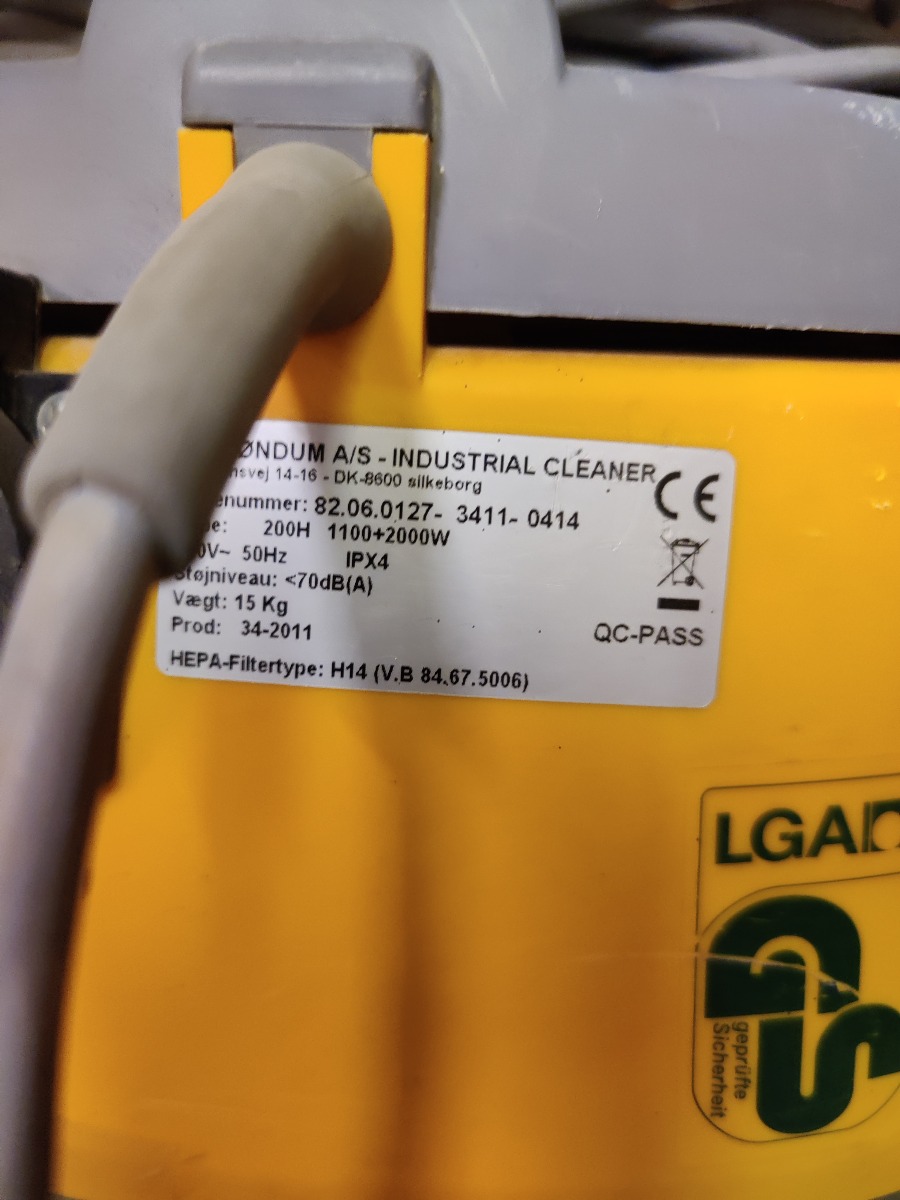 ØNDUM A/S - INDUSTRIAL CLEANER
nsvej 14-16 - DK-8600 silkeborg
enummer: 82.06.0127- 3411- 0414
e: 200H 1100+2000W
0V~ 50Hz IPX4
Støjniveau: <70dB(A)
Vægt: 15 Kg
Prod: 34-2011
HEPA-Filtertype: H14 (V.B 84.67.5006)
CE
QC-PASS
LGA
GS
geprüfte
Sicherheit